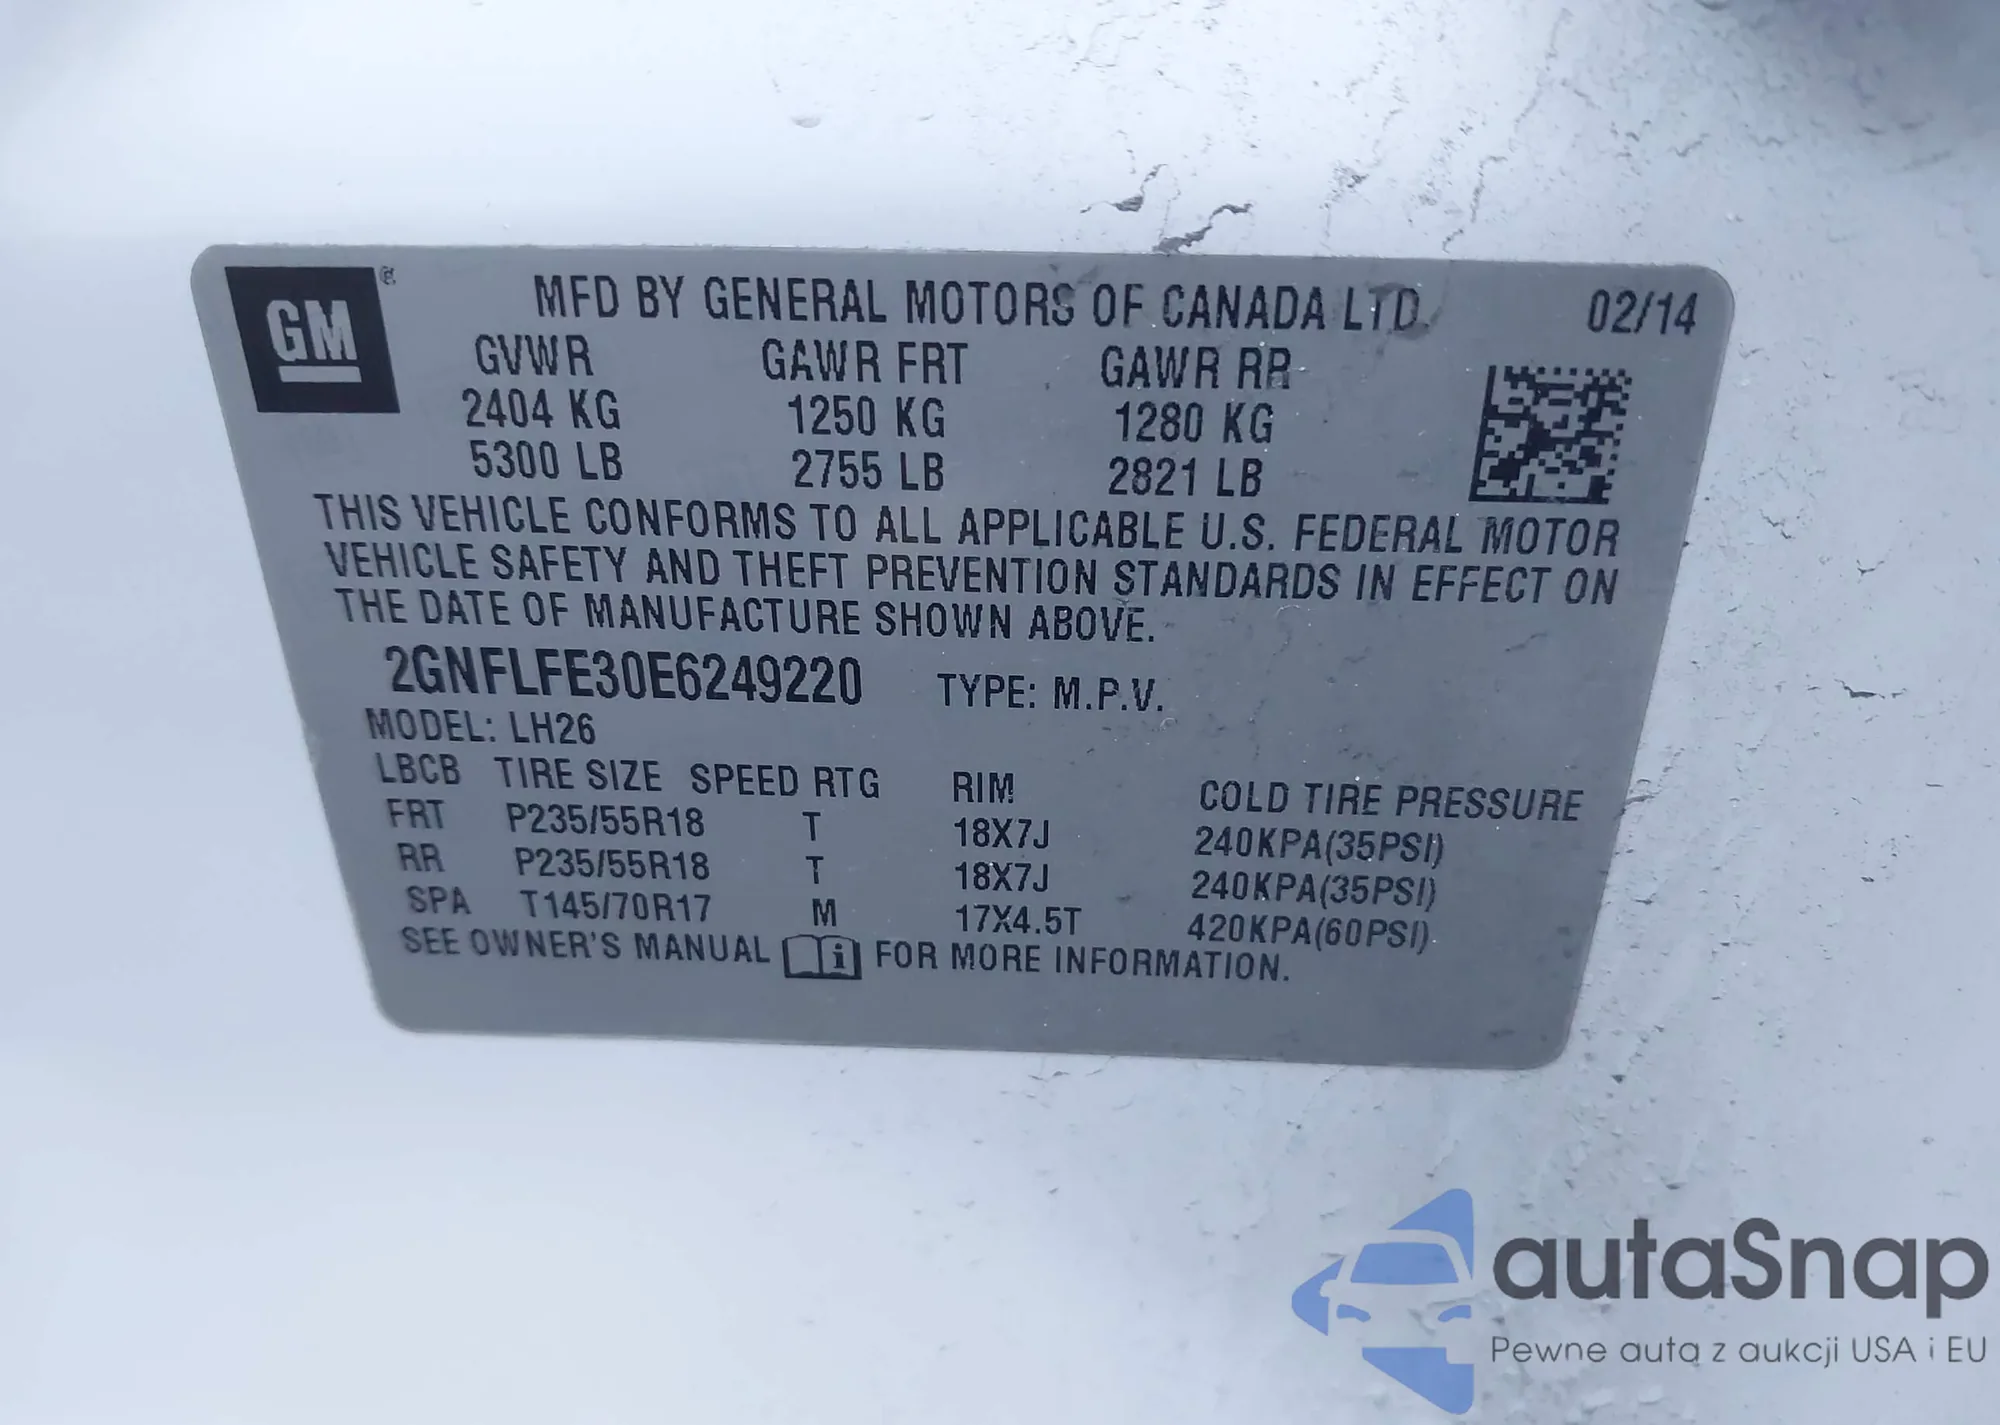 GM ®
MFD BY GENERAL MOTORS OF CANADA LTD. 02/14
GVWR GAWR FRT GAWR RR
2404 KG 1250 KG 1280 KG
5300 LB 2755 LB 2821 LB
THIS VEHICLE CONFORMS TO ALL APPLICABLE U.S. FEDERAL MOTOR
VEHICLE SAFETY AND THEFT PREVENTION STANDARDS IN EFFECT ON
THE DATE OF MANUFACTURE SHOWN ABOVE.
2GNFLFE30E6249220 TYPE: M.P.V.
MODEL: LH26
LBCB TIRE SIZE SPEED RTG RIM COLD TIRE PRESSURE
FRT P235/55R18 T 18X7J 240KPA(35PSI)
RR P235/55R18 T 18X7J 240KPA(35PSI)
SPA T145/70R17 M 17X4.5T 420KPA(60PSI)
SEE OWNER'S MANUAL i FOR MORE INFORMATION.
autaSnap
Pewne auta z aukcji USA i EU